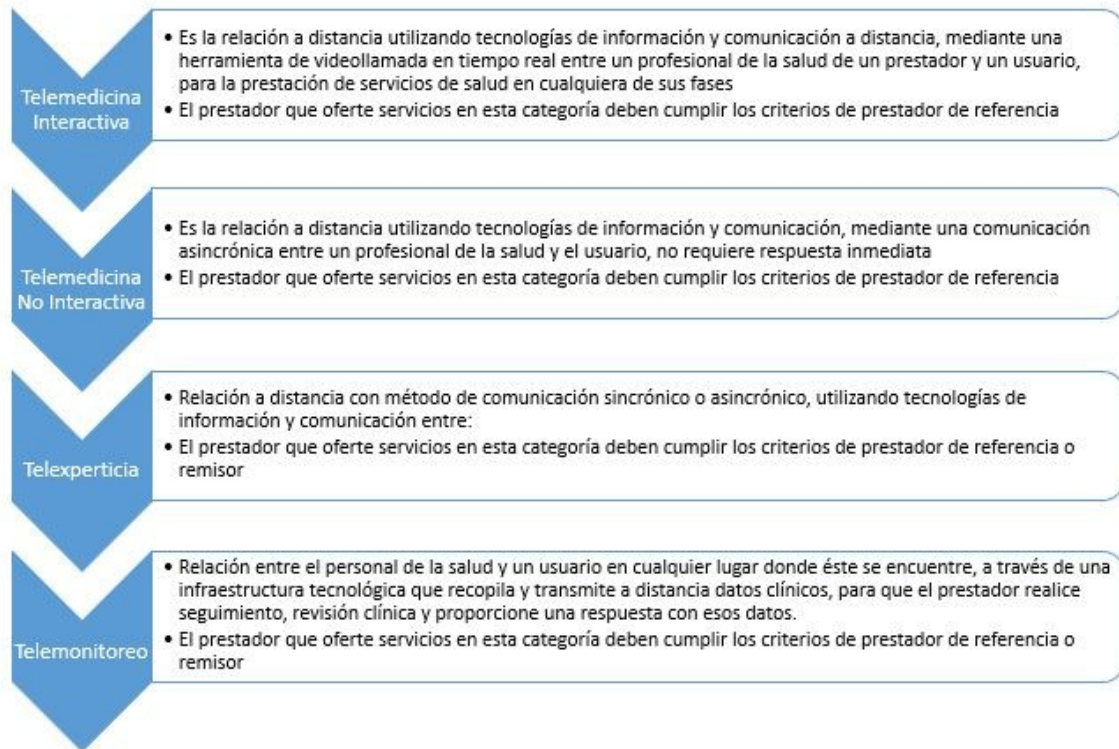 Telemedicina
Interactiva
• Es la relación a distancia utilizando tecnologías de información y comunicación a distancia, mediante una
herramienta de videollamada en tiempo real entre un profesional de la salud de un prestador y un usuario,
para la prestación de servicios de salud en cualquiera de sus fases
• El prestador que oferte servicios en esta categoría deben cumplir los criterios de prestador de referencia
Telemedicina
No Interactiva
• Es la relación a distancia utilizando tecnologías de información y comunicación, mediante una comunicación
asincrónica entre un profesional de la salud y el usuario, no requiere respuesta inmediata
• El prestador que oferte servicios en esta categoría deben cumplir los criterios de prestador de referencia
Telexperticia
• Relación a distancia con método de comunicación sincrónico o asincrónico, utilizando tecnologías de
información y comunicación entre:
• El prestador que oferte servicios en esta categoría deben cumplir los criterios de prestador de referencia o
remisor
Telemonitoreo
• Relación entre el personal de la salud y un usuario en cualquier lugar donde éste se encuentre, a través de una
infraestructura tecnológica que recopila y transmite a distancia datos clínicos, para que el prestador realice
seguimiento, revisión clínica y proporcione una respuesta con esos datos.
• El prestador que oferte servicios en esta categoría deben cumplir los criterios de prestador de referencia o
remisor